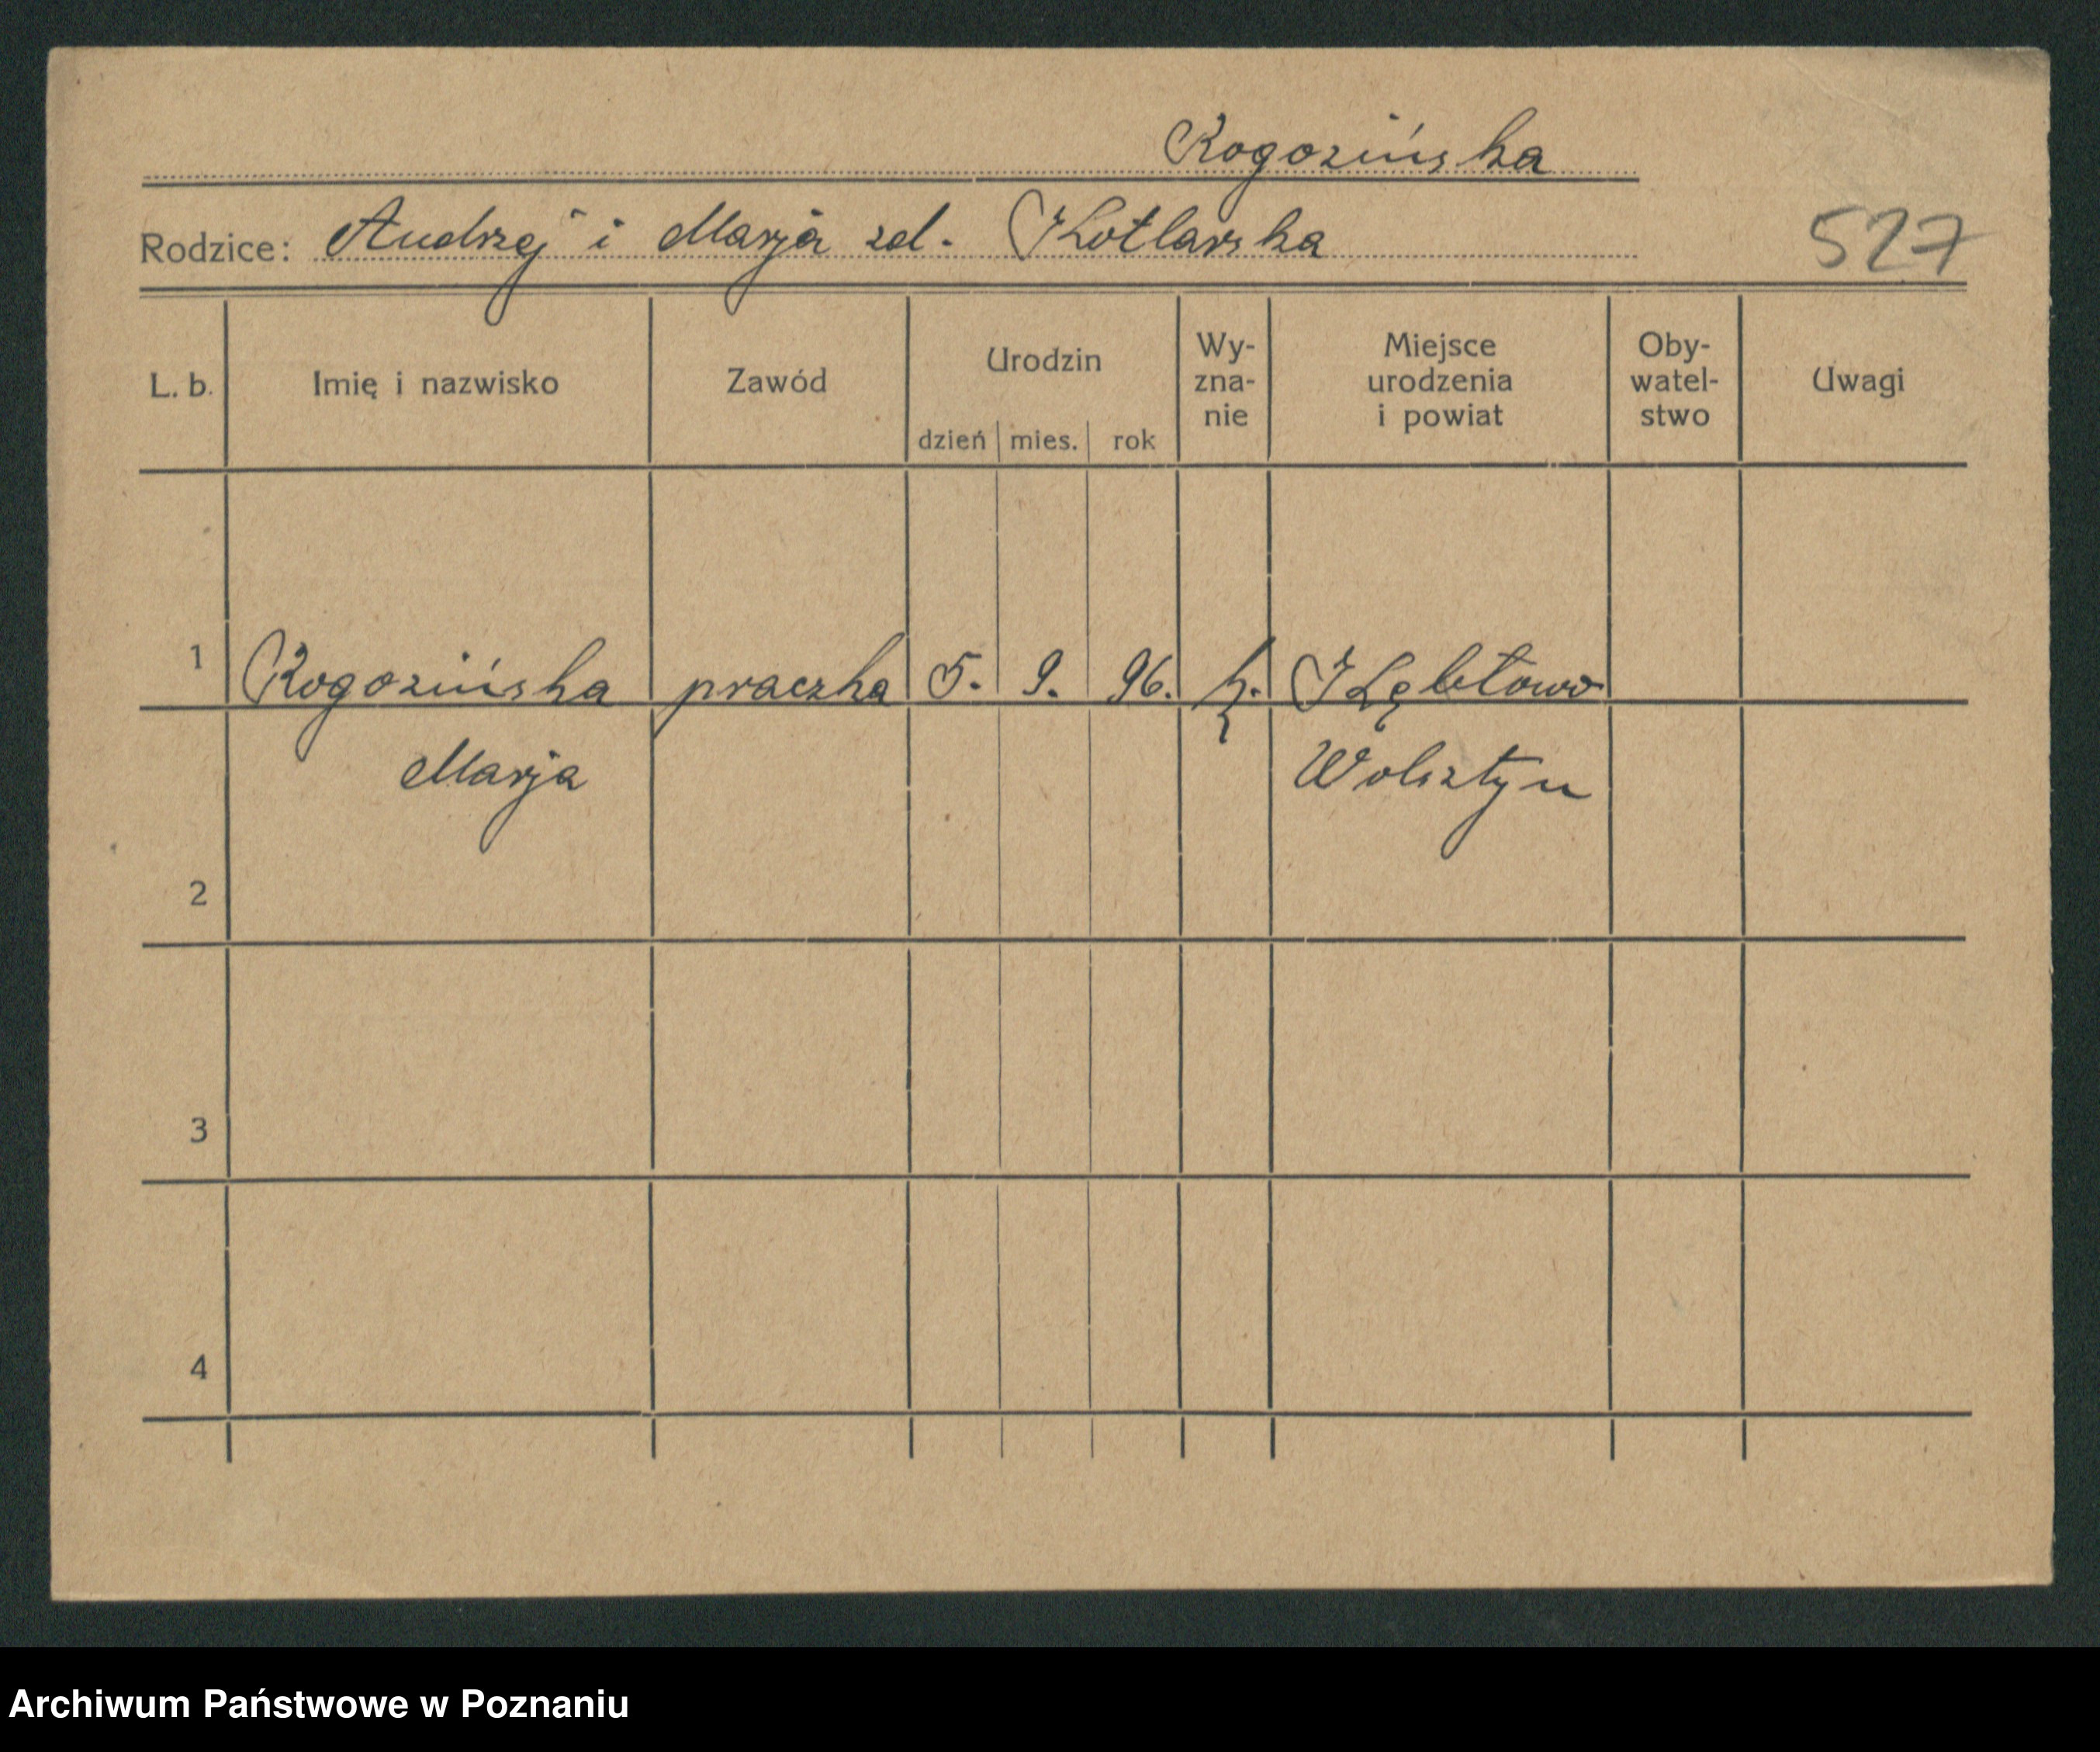 Rogozińska
Rodzice: Andrzej i Marja zd. Kotlarska
527
L. b. Imię i nazwisko Zawód Urodzin dzień mies. rok Wy-zna-nie Miejsce urodzenia i powiat Oby-watel-stwo Uwagi
1 Rogozińska praczka 5. 9. 96. k.
Marja Wolsztyn
2
3
4
Archiwum Państwowe w Poznaniu